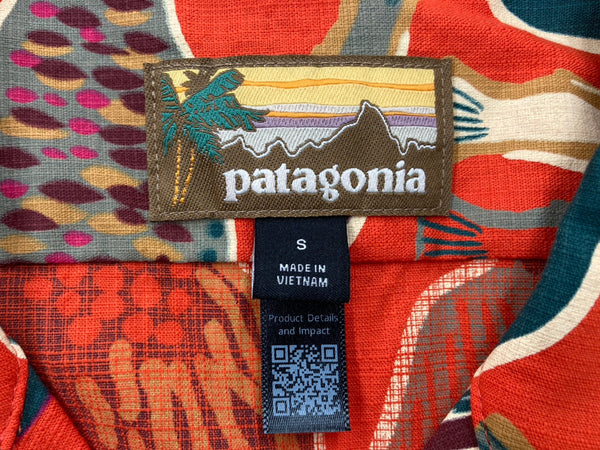 patagonia
S
MADE IN
VIETNAM
Product Details
and Impact